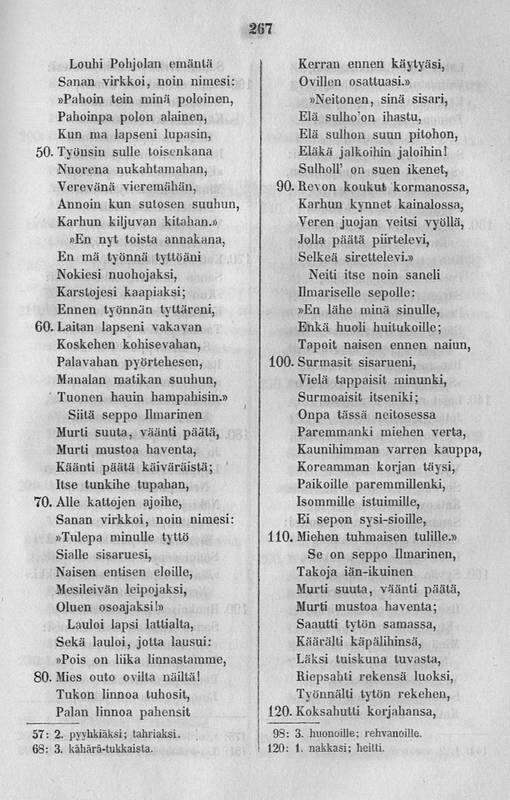 267
Louhi Pohjolan emäntä
Sanan virkkoi, noin nimesi:
»Pahoin tein minä poloinen,
Pahoinpa polon alainen,
Kun ma lapseni lupasin,
50. Työnsin sulle toisenkana
Nuorena nukahtamahan,
Verevänä vieremähän,
Annoin kun sutosen suuhun,
Karhun kiljuvan kitahan.»
»En nyt toista annakana,
En mä työnnä tyttöäni
Nokiesi nuohojaksi,
Karstojesi kaapiaksi;
Ennen työnnän tyttäreni,
60. Laitan lapseni vakavan
Koskehen kohisevahan,
Palavahan pyörtehesen,
Manalan matikan suuhun,
Tuonen hauin hampahisin.»
Siitä seppo Ilmarinen
Murti suuta, väänti päätä,
Murti mustoa haventa,
Käänti päätä käiväräistä;
Itse tunkihe tupahan,
70. Alle kattojen ajoihe,
Sanan virkkoi, noin nimesi:
»Tulepa minulle tyttö
Sialle sisaruesi,
Naisen entisen eloille,
Mesileivän leipojaksi,
Oluen osoajaksi!»
Lauloi lapsi lattialta,
Sekä lauloi, jotta lausui:
»Pois on liika linnastamme,
80. Mies outo ovilta näiltä!
Tukon linnoa tuhosit,
Palan linnoa pahensit
57: 2. pyyhkiäksi; tahriaksi.
68: 3. kähärä-tukkaista.
Kerran ennen käytyäsi,
Ovillen osattuasi.»
»Neitonen, sinä sisari,
Elä sulho'on ihastu,
Elä sulhon suun pitohon,
Eläkä jalkoihin jaloihin!
Sulholl' on suen ikenet,
90. Revon koukut kormanossa,
Karhun kynnet kainalossa,
Veren juojan veitsi vyöllä,
Jolla päätä piirtelevi,
Selkeä sirettelevi.»
Neiti itse noin saneli
Ilmariselle sepolle:
»En lähe minä sinulle,
Enkä huoli huitukoille;
Tapoit naisen ennen naiun,
100. Surmasit sisarueni,
Vielä tappaisit minunki,
Surmoaisit itseniki;
Onpa tässä neitosessa
Paremmanki miehen verta,
Kaunihimman varren kauppa,
Koreamman korjan täysi,
Paikoille paremmillenki,
Isommille istuimille,
Ei sepon sysi-sioille,
110. Miehen tuhmaisen tulille.»
Se on seppo Ilmarinen,
Takoja iän-ikuinen
Murti suuta, väänti päätä,
Murti mustoa haventa;
Saautti tytön samassa,
Käärälti käpälihinsä,
Läksi tuiskuna tuvasta,
Riepsahti rekensä luoksi,
Työnnälti tytön rekehen,
120. Koksahutti korjahansa,
98: 3. huonoille; rehvanoille.
120: 1. nakkasi; heitti.